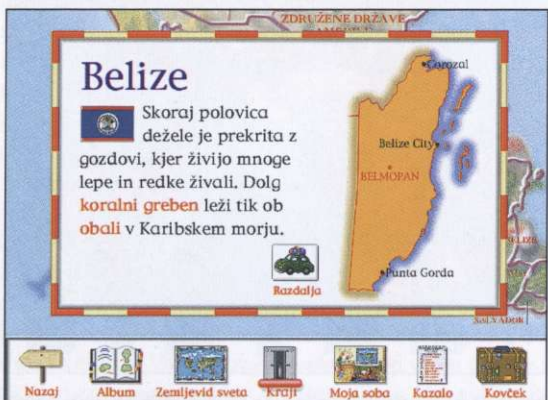 ZDRUŽENE DRŽAVE
Belize
Skoraj polovica
dežele je prekrita z
gozdovi, kjer živijo mnoge
lepe in redke živali. Dolg
koralni greben leži tik ob
obali v Karibskem morju.
Razdalja
Corozal
Belize City
BELMOPAN
Punta Gorda
SALVADOR
Nazaj
Album
Zemljevid sveta
Kraji
Moja soba
Kazalo
Kovček